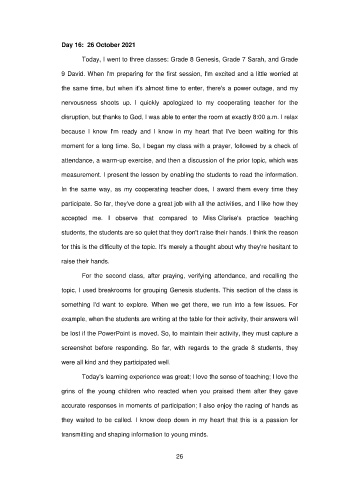 Day 16:  26 October 2021
Today, I went to three classes: Grade 8 Genesis, Grade 7 Sarah, and Grade
9 David. When I'm preparing for the first session, I'm excited and a little worried at
the same time, but when it's almost time to enter, there's a power outage, and my
nervousness shoots up. I quickly apologized to my cooperating teacher for the
disruption, but thanks to God, I was able to enter the room at exactly 8:00 a.m. I relax
because I know I'm ready and I know in my heart that I've been waiting for this
moment for a long time. So, I began my class with a prayer, followed by a check of
attendance, a warm-up exercise, and then a discussion of the prior topic, which was
measurement. I present the lesson by enabling the students to read the information.
In the same way, as my cooperating teacher does, I award them every time they
participate. So far, they've done a great job with all the activities, and I like how they
accepted me. I observe that compared to Miss Clarise's practice teaching
students, the students are so quiet that they don't raise their hands. I think the reason
for this is the difficulty of the topic. It's merely a thought about why they're hesitant to
raise their hands.
For the second class, after praying, verifying attendance, and recalling the
topic, I used breakrooms for grouping Genesis students. This section of the class is
something I'd want to explore. When we get there, we run into a few issues. For
example, when the students are writing at the table for their activity, their answers will
be lost if the PowerPoint is moved. So, to maintain their activity, they must capture a
screenshot before responding. So far, with regards to the grade 8 students, they
were all kind and they participated well.
Today's learning experience was great; I love the sense of teaching; I love the
grins of the young children who reacted when you praised them after they gave
accurate responses in moments of participation; I also enjoy the racing of hands as
they waited to be called. I know deep down in my heart that this is a passion for
transmitting and shaping information to young minds.
26